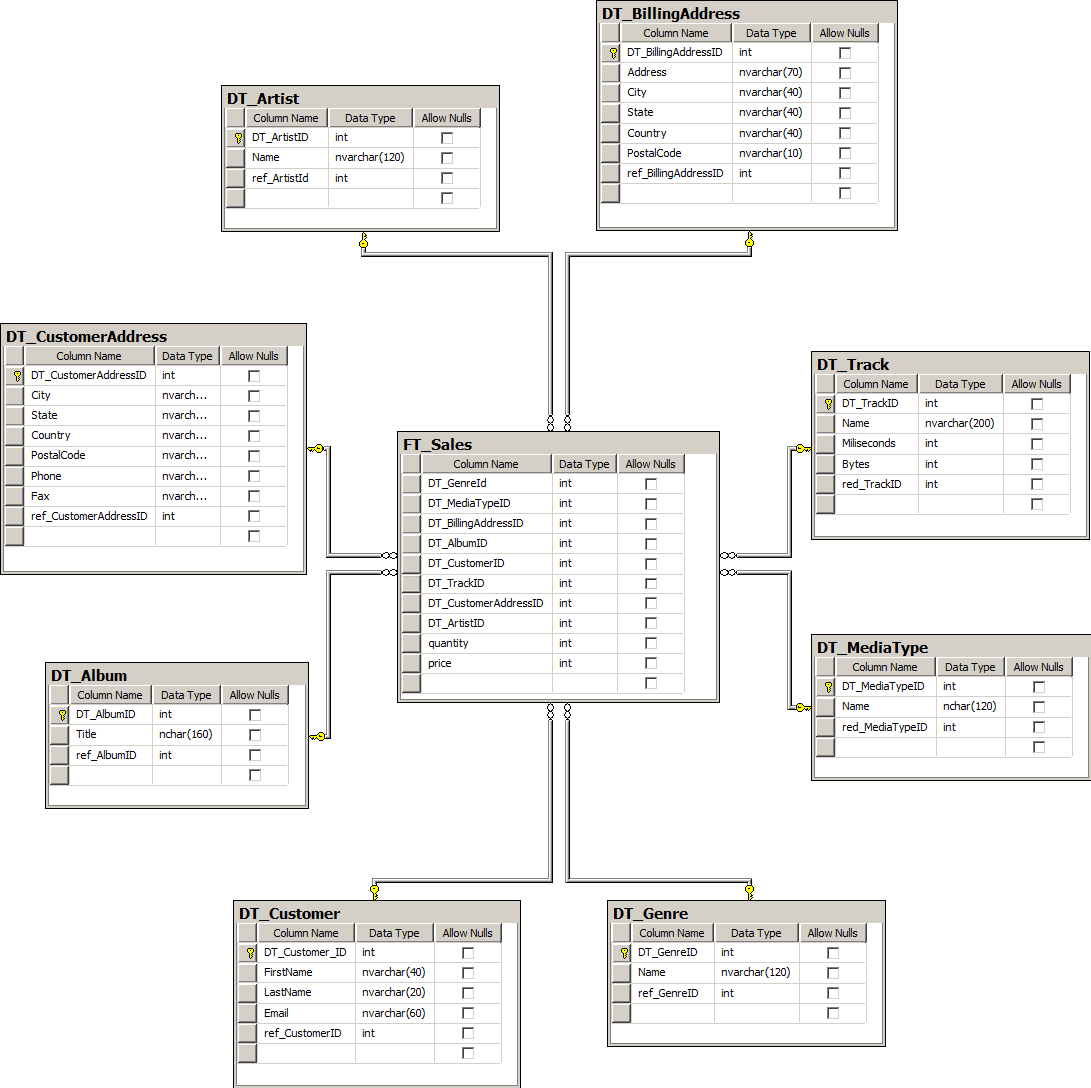 DT_BillingAddress
Column Name Data Type Allow Nulls
DT_BillingAddressID int
Address nvarchar(70)
City nvarchar(40)
State nvarchar(40)
Country nvarchar(40)
PostalCode nvarchar(10)
ref_BillingAddressID int
DT_Artist
Column Name Data Type Allow Nulls
DT_ArtistID int
Name nvarchar(120)
ref_ArtistId int
DT_CustomerAddress
Column Name Data Type Allow Nulls
DT_CustomerAddressID int
City nvarch...
State nvarch...
Country nvarch...
PostalCode nvarch...
Phone nvarch...
Fax nvarch...
ref_CustomerAddressID int
DT_Track
Column Name Data Type Allow Nulls
DT_TrackID int
Name nvarchar(200)
Miliseconds int
Bytes int
red_TrackID int
FT_Sales
Column Name Data Type Allow Nulls
DT_GenreId int
DT_MediaTypeID int
DT_BillingAddressID int
DT_AlbumID int
DT_CustomerID int
DT_TrackID int
DT_CustomerAddressID int
DT_ArtistID int
quantity int
price int
DT_Album
Column Name Data Type Allow Nulls
DT_AlbumID int
Title nchar(160)
ref_AlbumID int
DT_MediaType
Column Name Data Type Allow Nulls
DT_MediaTypeID int
Name nchar(120)
red_MediaTypeID int
DT_Customer
Column Name Data Type Allow Nulls
DT_Customer_ID int
FirstName nvarchar(40)
LastName nvarchar(20)
Email nvarchar(60)
ref_CustomerID int
DT_Genre
Column Name Data Type Allow Nulls
DT_GenreID int
Name nvarchar(120)
ref_GenreID int